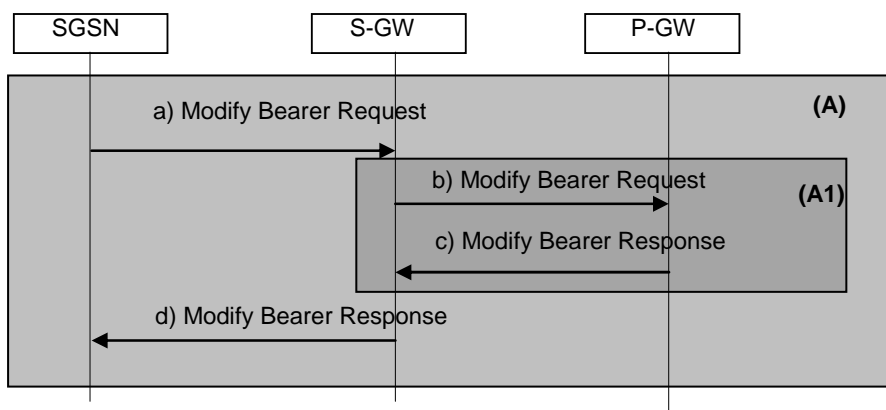 SGSN
S-GW
P-GW
(A)
a) Modify Bearer Request
b) Modify Bearer Request
(A1)
c) Modify Bearer Response
d) Modify Bearer Response